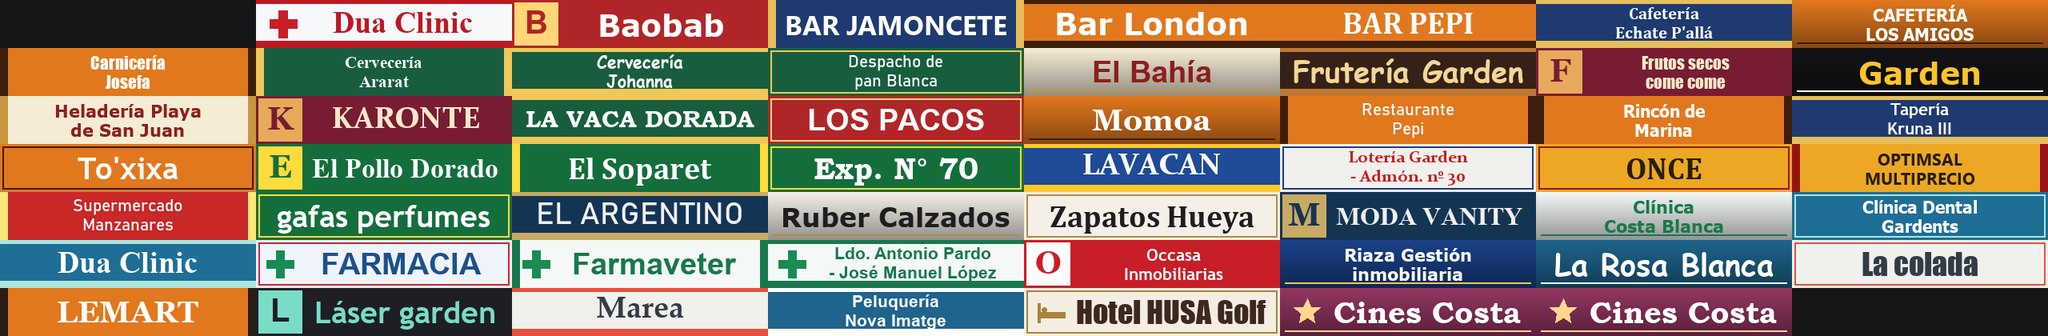 Dua Clinic
B Baobab
BAR JAMONCETE
Bar London
BAR PEPI
Cafetería
Echate P'allá
CAFETERÍA
LOS AMIGOS
Carnicería
Josefa
Cervecería
Ararat
Cervecería
Johanna
Despacho de
pan Blanca
El Bahía
Frutería Garden
F Frutos secos
come come
Garden
Heladería Playa
de San Juan
K KARONTE
LA VACA DORADA
LOS PACOS
Momoa
Restaurante
Pepi
Rincón de
Marina
Tapería
Kruna III
To'xixa
E El Pollo Dorado
El Soparet
Exp. N° 70
LAVACAN
Lotería Garden
- Admón. nº 30
ONCE
OPTIMSAL
MULTIPRECIO
Supermercado
Manzanares
gafas perfumes
EL ARGENTINO
Ruber Calzados
Zapatos Hueya
M MODA VANITY
Clínica
Costa Blanca
Clínica Dental
Gardents
Dua Clinic
FARMACIA
Farmaveter
Ldo. Antonio Pardo
- José Manuel López
O Occasa
Inmobiliarias
Riaza Gestión
inmobiliaria
La Rosa Blanca
La colada
LEMART
L Láser garden
Marea
Peluquería
Nova Imatge
Hotel HUSA Golf
Cines Costa
Cines Costa